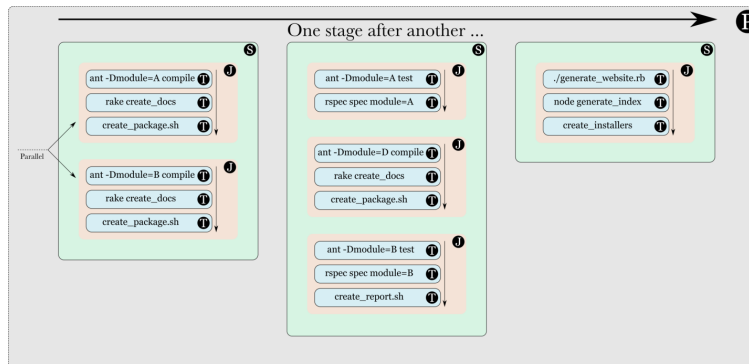 One stage after another ...
P
S
J
ant -Dmodule=A compile T
rake create_docs T
create_package.sh T
Parallel
J
ant -Dmodule=B compile T
rake create_docs T
create_package.sh T
S
J
ant -Dmodule=A test T
rspec spec module=A T
J
ant -Dmodule=D compile T
rake create_docs T
create_package.sh T
J
ant -Dmodule=B test T
rspec spec module=B T
create_report.sh T
S
J
./generate_website.rb T
node generate_index T
create_installers T